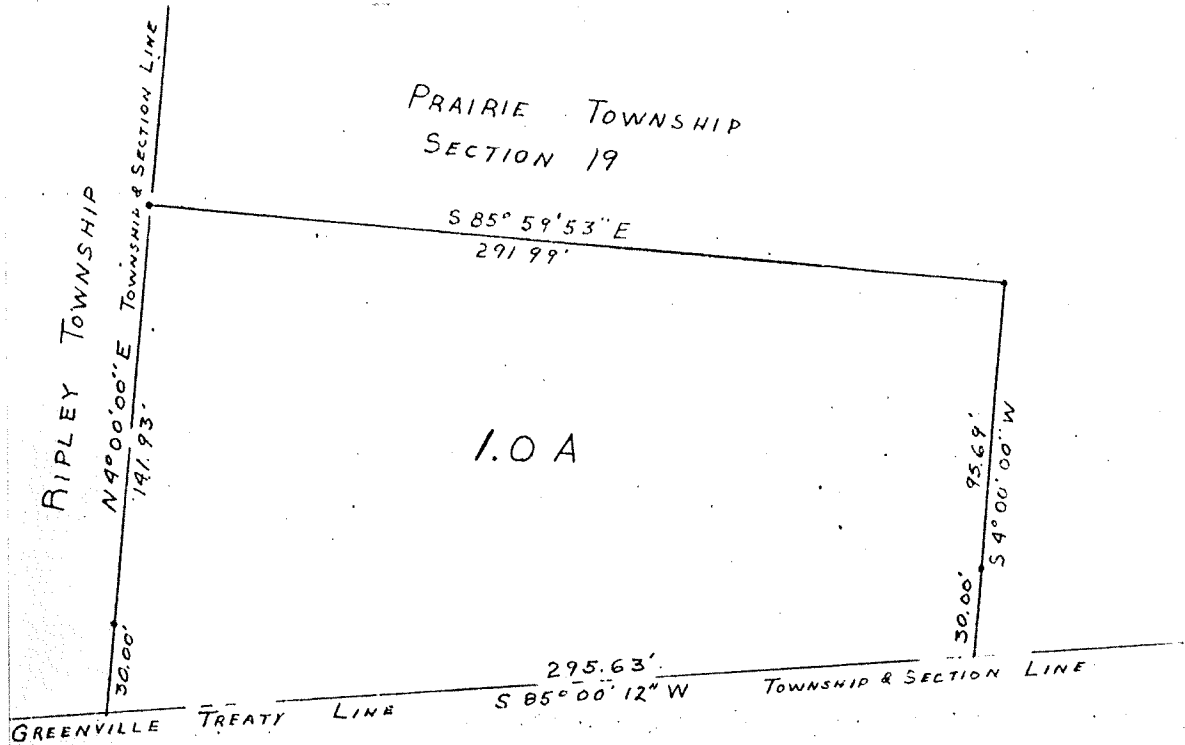 PRAIRIE TOWNSHIP
SECTION 19
S 85° 59' 53" E
291.99'
RIPLEY TOWNSHIP
N 4° 00' 00" E TOWNSHIP & SECTION LINE
141.93'
30.00'
1.0 A
95.69'
S 4° 00' 00" W
30.00'
295.63'
S 85° 00' 12" W
GREENVILLE TREATY LINE
TOWNSHIP & SECTION LINE